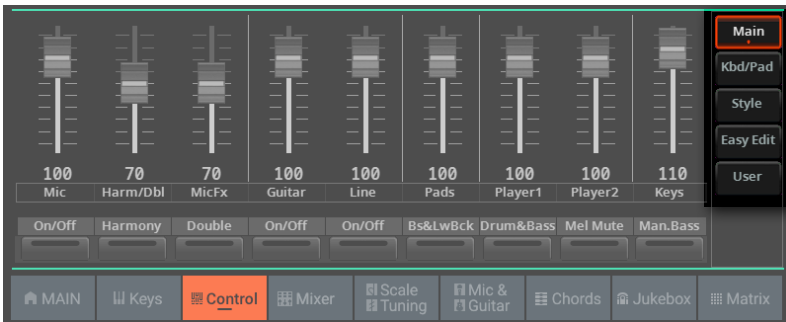 Main
Kbd/Pad
Style
Easy Edit
User
100 70 70 100 100 100 100 100 110
Mic Harm/Dbl MicFx Guitar Line Pads Player1 Player2 Keys
On/Off Harmony Double On/Off On/Off Bs&LwBck Drum&Bass Mel Mute Man.Bass
MAIN Keys Control Mixer Scale Tuning Mic & Guitar Chords Jukebox Matrix